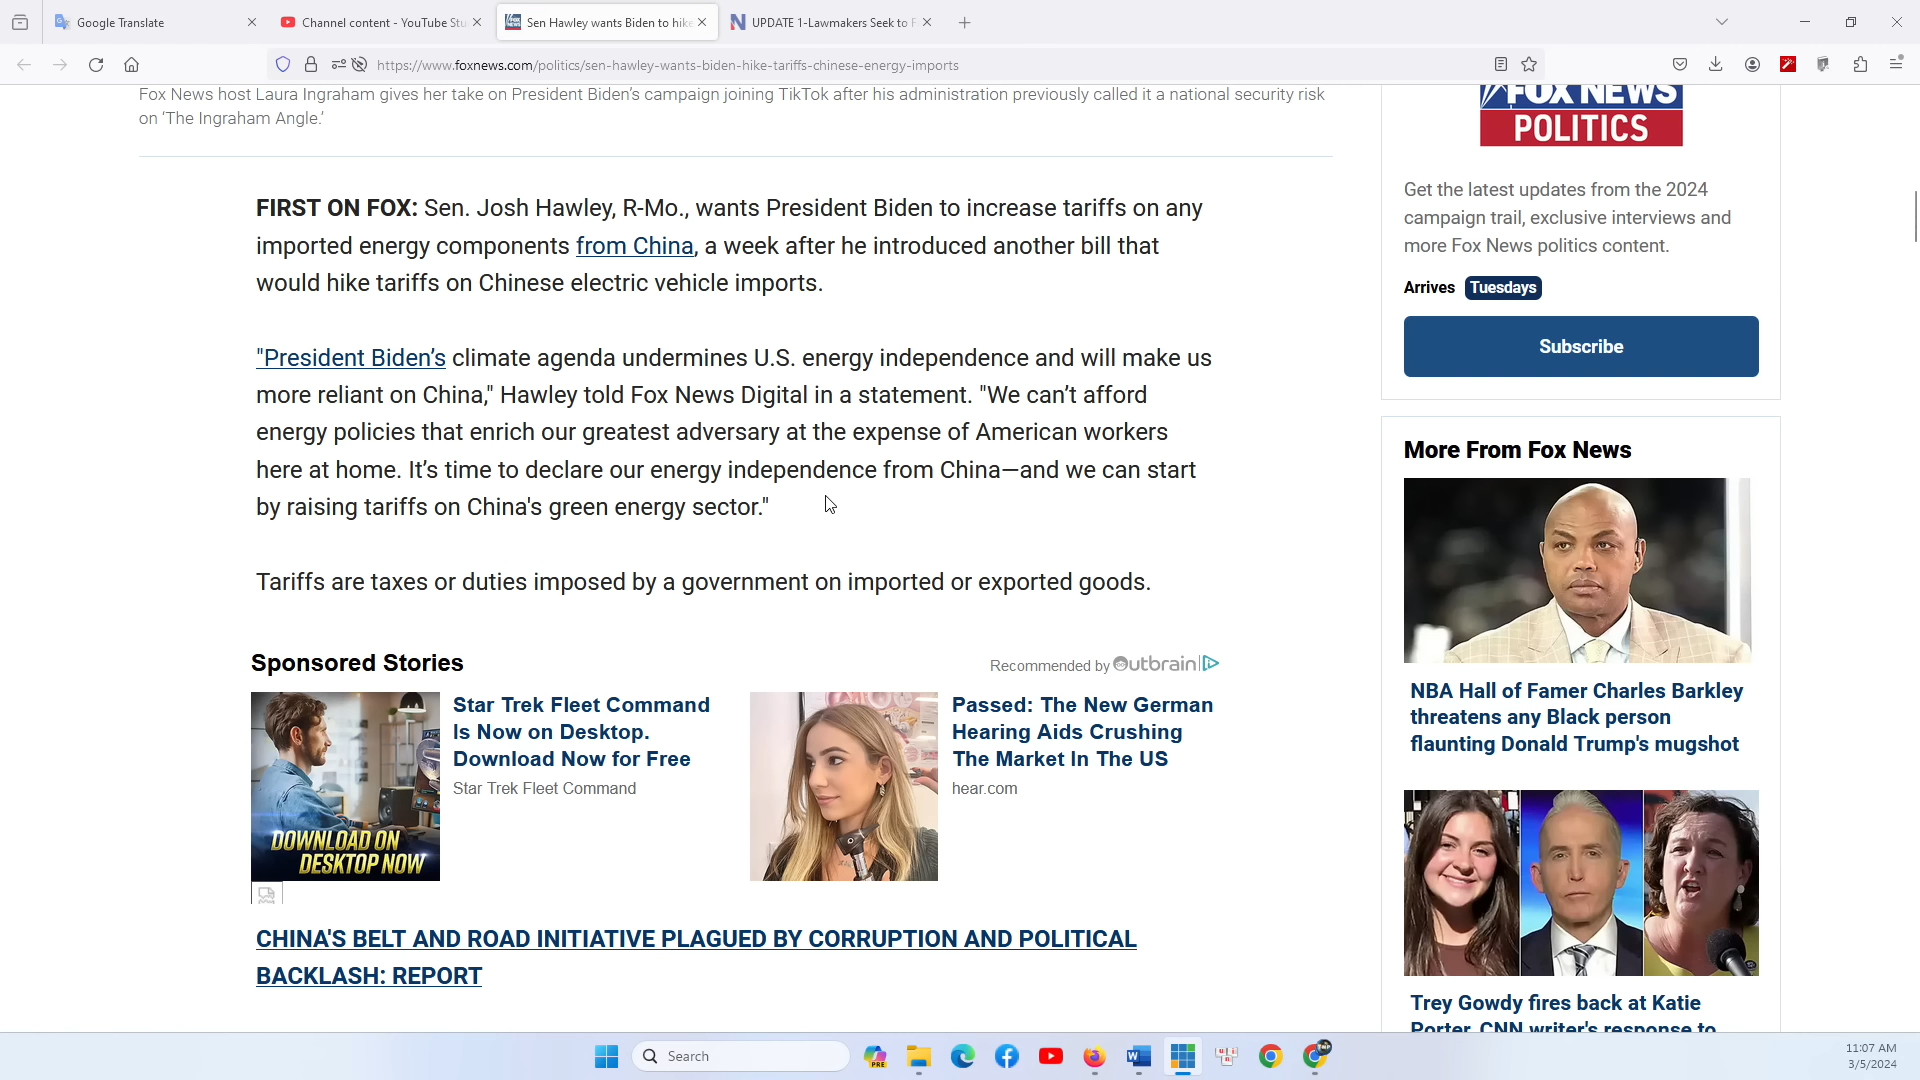 Google Translate
Channel content - YouTube Stu
Sen Hawley wants Biden to hike
UPDATE 1-Lawmakers Seek to F
https://www.foxnews.com/politics/sen-hawley-wants-biden-hike-tariffs-chinese-energy-imports
Fox News host Laura Ingraham gives her take on President Biden's campaign joining TikTok after his administration previously called it a national security risk
on 'The Ingraham Angle.'
FIRST ON FOX: Sen. Josh Hawley, R-Mo., wants President Biden to increase tariffs on any
imported energy components from China, a week after he introduced another bill that
would hike tariffs on Chinese electric vehicle imports.
"President Biden's climate agenda undermines U.S. energy independence and will make us
more reliant on China," Hawley told Fox News Digital in a statement. "We can't afford
energy policies that enrich our greatest adversary at the expense of American workers
here at home. It's time to declare our energy independence from China—and we can start
by raising tariffs on China's green energy sector."
Tariffs are taxes or duties imposed by a government on imported or exported goods.
Sponsored Stories
Recommended by Outbrain
DOWNLOAD ON
DESKTOP NOW
Star Trek Fleet Command
Is Now on Desktop.
Download Now for Free
Star Trek Fleet Command
Passed: The New German
Hearing Aids Crushing
The Market In The US
hear.com
CHINA'S BELT AND ROAD INITIATIVE PLAGUED BY CORRUPTION AND POLITICAL
BACKLASH: REPORT
FOX NEWS
POLITICS
Get the latest updates from the 2024
campaign trail, exclusive interviews and
more Fox News politics content.
Arrives Tuesdays
Subscribe
More From Fox News
NBA Hall of Famer Charles Barkley
threatens any Black person
flaunting Donald Trump's mugshot
Trey Gowdy fires back at Katie
Porter, CNN writer's response to
Search
PRE
11:07 AM
3/5/2024